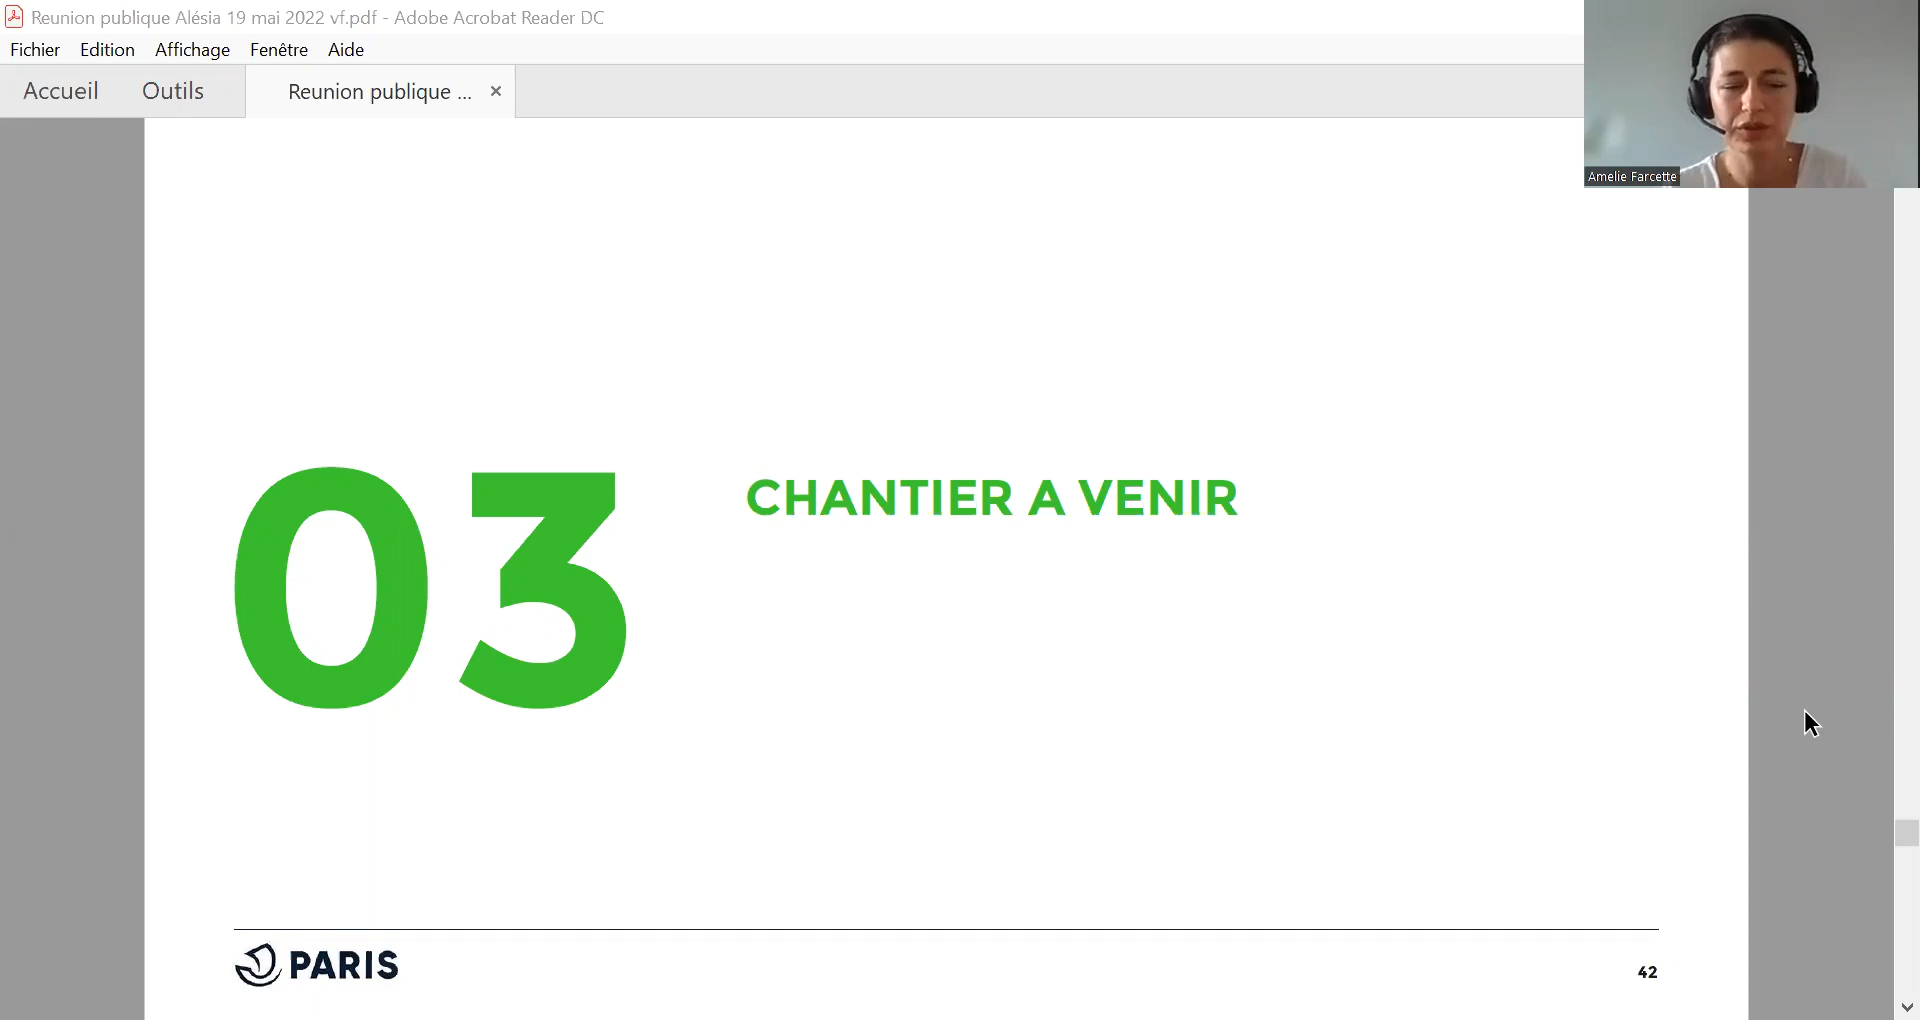 Reunion publique Alésia 19 mai 2022 vf.pdf - Adobe Acrobat Reader DC
Fichier Edition Affichage Fenêtre Aide
Accueil Outils Reunion publique ... ×
Amelie Farcette
03 CHANTIER A VENIR
PARIS
42